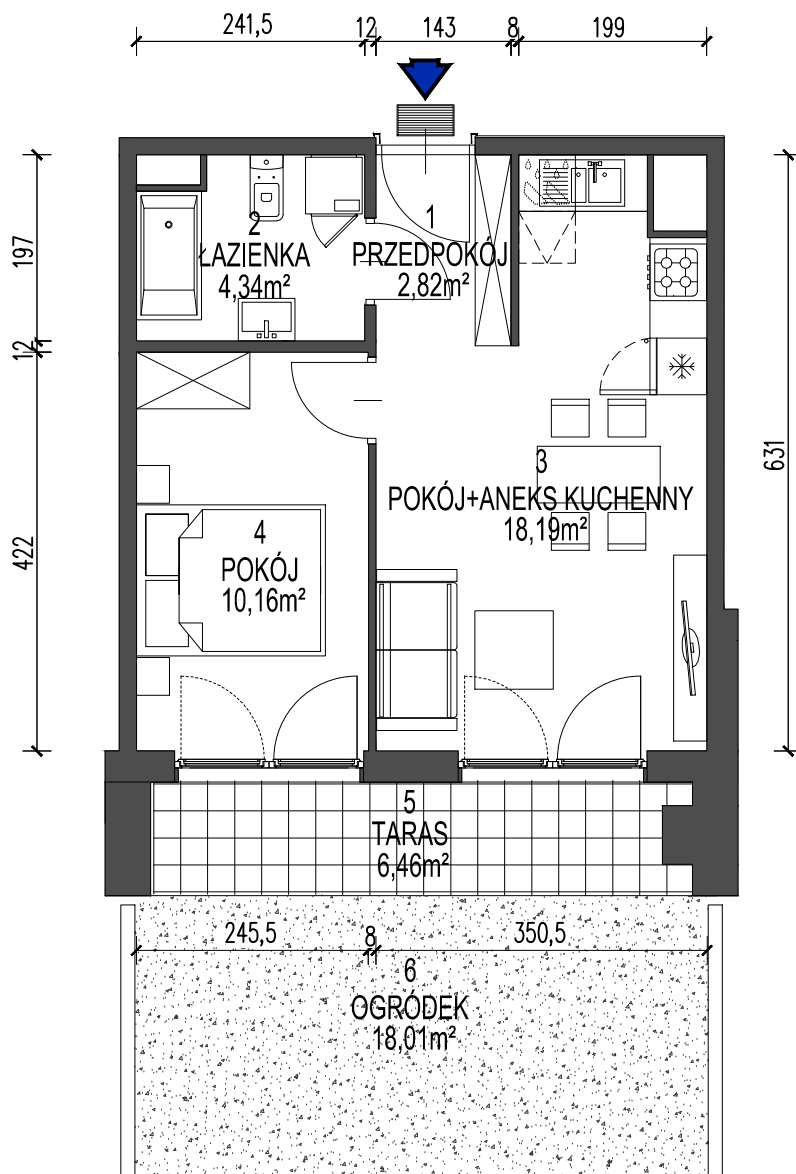 241,5 12 143 8 199
1
PRZEDPOKÓJ
2,82m²
2
ŁAZIENKA
4,34m²
197
12
11
422
631
3
POKÓJ+ANEKS KUCHENNY
18,19m²
4
POKÓJ
10,16m²
5
TARAS
6,46m²
245,5 8 350,5
6
OGRÓDEK
18,01m²